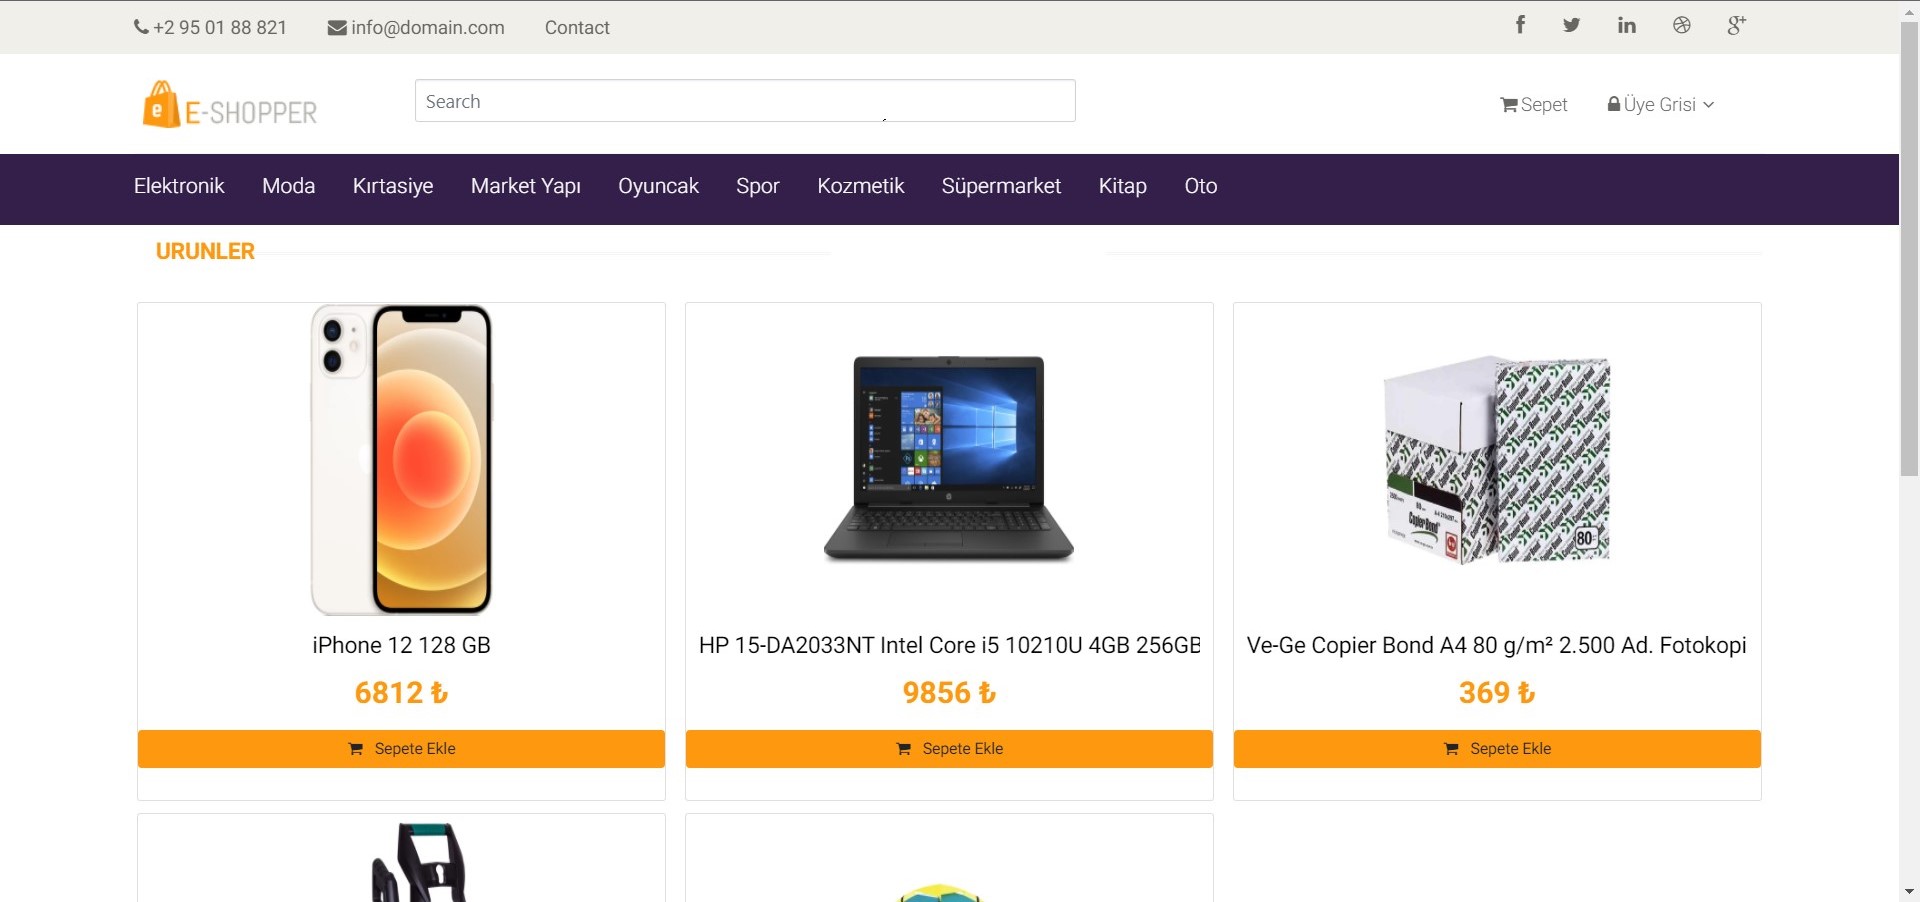 +2 95 01 88 821 info@domain.com Contact
E-SHOPPER
Search
Sepet Üye Grisi
Elektronik Moda Kırtasiye Market Yapı Oyuncak Spor Kozmetik Süpermarket Kitap Oto
URUNLER
Copier Bond
80
iPhone 12 128 GB
6812 ₺
Sepete Ekle
HP 15-DA2033NT Intel Core i5 10210U 4GB 256GB
9856 ₺
Sepete Ekle
Ve-Ge Copier Bond A4 80 g/m² 2.500 Ad. Fotokopi
369 ₺
Sepete Ekle